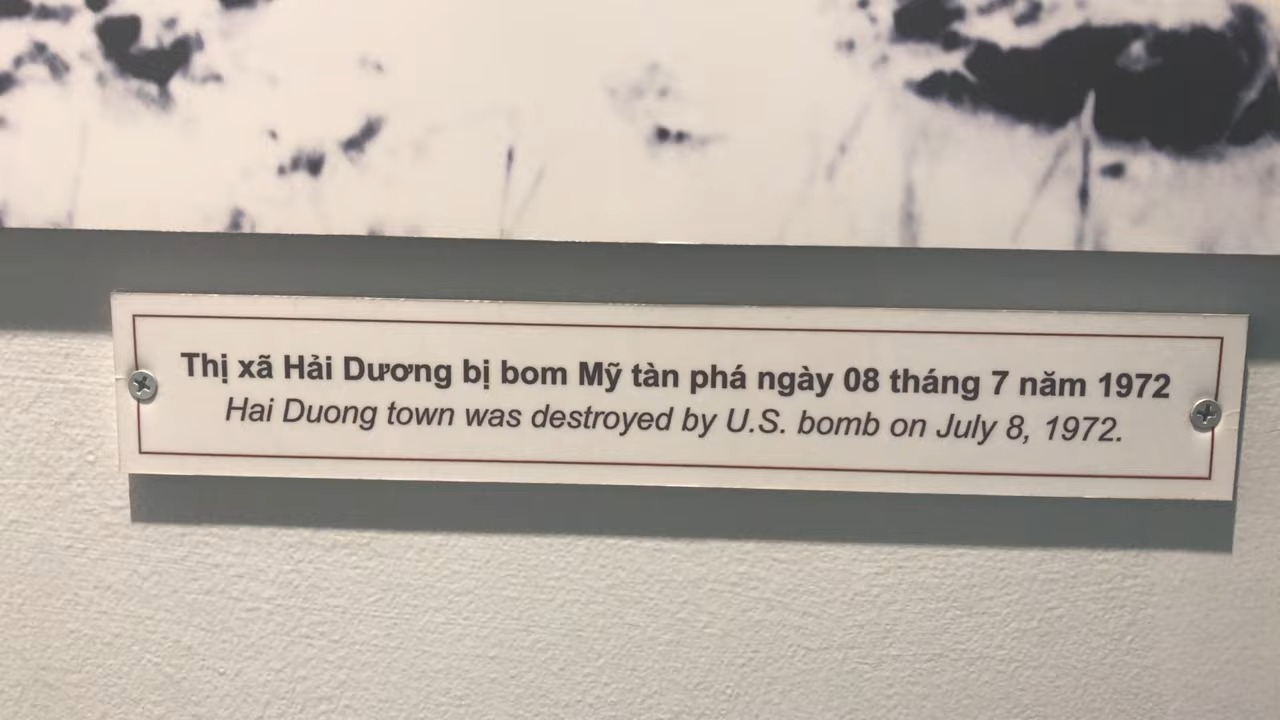 Thị xã Hải Dương bị bom Mỹ tàn phá ngày 08 tháng 7 năm 1972
Hai Duong town was destroyed by U.S. bomb on July 8, 1972.